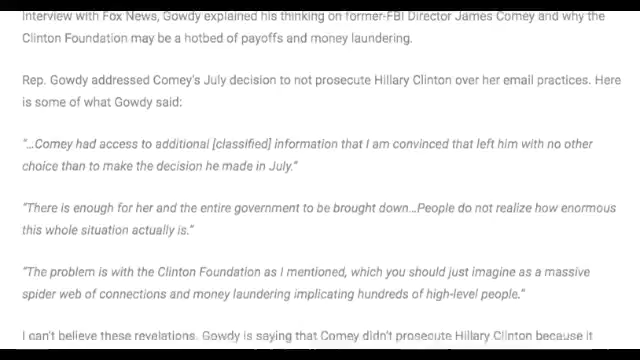 Interview with Fox News, Gowdy explained his thinking on former-FBI Director James Comey and why the
Clinton Foundation may be a hotbed of payoffs and money laundering.
Rep. Gowdy addressed Comey's July decision to not prosecute Hillary Clinton over her email practices. Here
is some of what Gowdy said:
"…Comey had access to additional [classified] information that I am convinced that left him with no other
choice than to make the decision he made in July."
"There is enough for her and the entire government to be brought down…People do not realize how enormous
this whole situation actually is."
"The problem is with the Clinton Foundation as I mentioned, which you should just imagine as a massive
spider web of connections and money laundering implicating hundreds of high-level people."
I can't believe these revelations. Gowdy is saying that Comey didn't prosecute Hillary Clinton because it